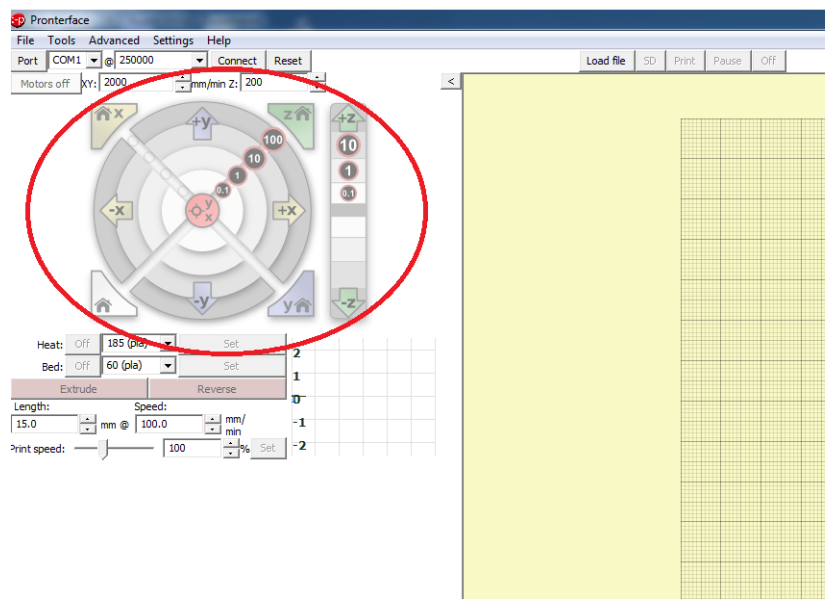 Pronterface
File Tools Advanced Settings Help
Port COM1 @ 250000 Connect Reset Load file SD Print Pause Off
Motors off XY: 2000 mm/min Z: 200 <
x +y z +z
100 10
10 1
1 0.1
0.1
-x y x +x
-y y -z
Heat: Off 185 (pla) Set
2
Bed: Off 60 (pla) Set
1
Extrude Reverse
0
Length: Speed:
15.0 mm @ 100.0 mm/min
-1
Print speed: 100 % Set
-2